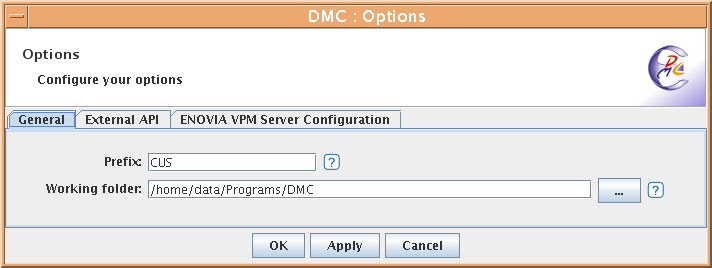 DMC : Options
Options
Configure your options
DMC
General External API ENOVIA VPM Server Configuration
Prefix: CUS ?
Working folder: /home/data/Programs/DMC ... ?
OK Apply Cancel